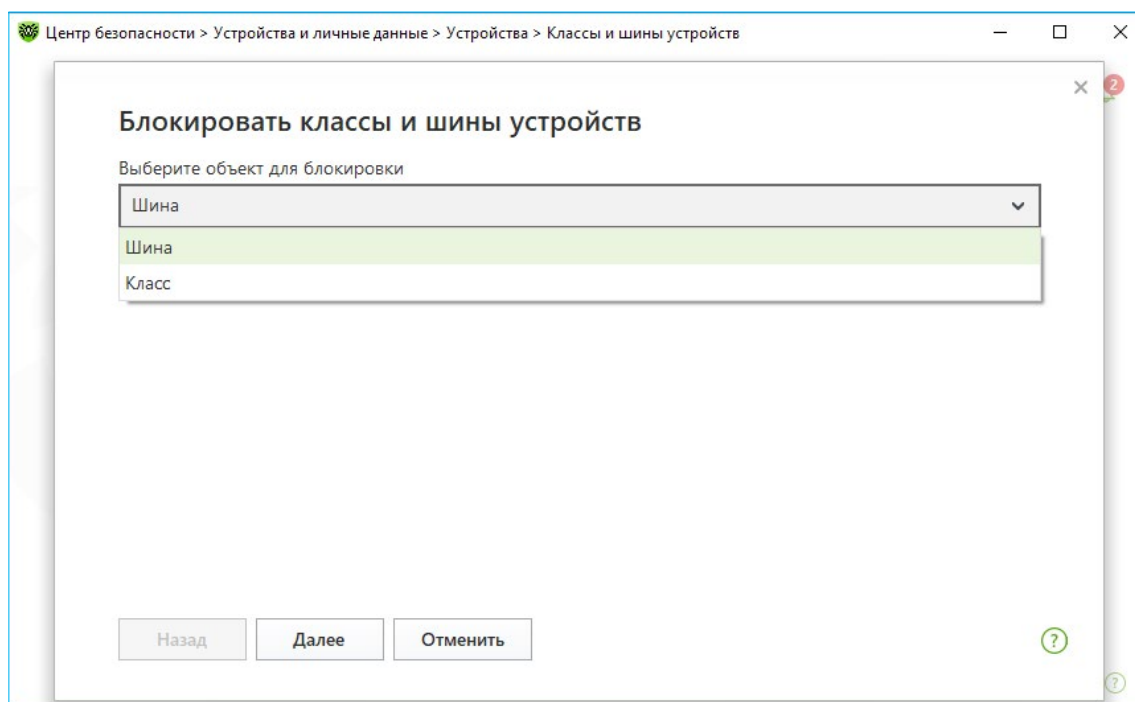 Центр безопасности > Устройства и личные данные > Устройства > Классы и шины устройств
2
Блокировать классы и шины устройств
Выберите объект для блокировки
Шина
Шина
Класс
Назад Далее Отменить ?
?